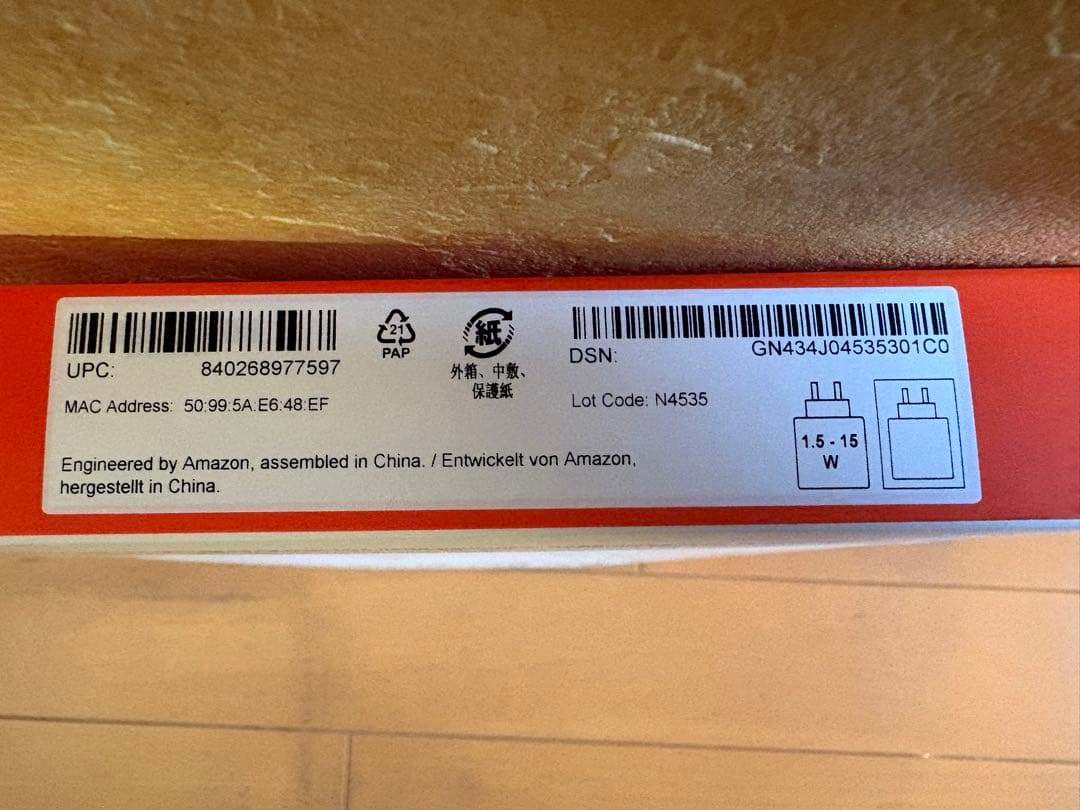 UPC: 840268977597
MAC Address: 50:99:5A:E6:48:EF
21
PAP
紙
外箱、中敷、
保護紙
DSN: GN434J04535301C0
Lot Code: N4535
1.5 - 15
W
Engineered by Amazon, assembled in China. / Entwickelt von Amazon,
hergestellt in China.